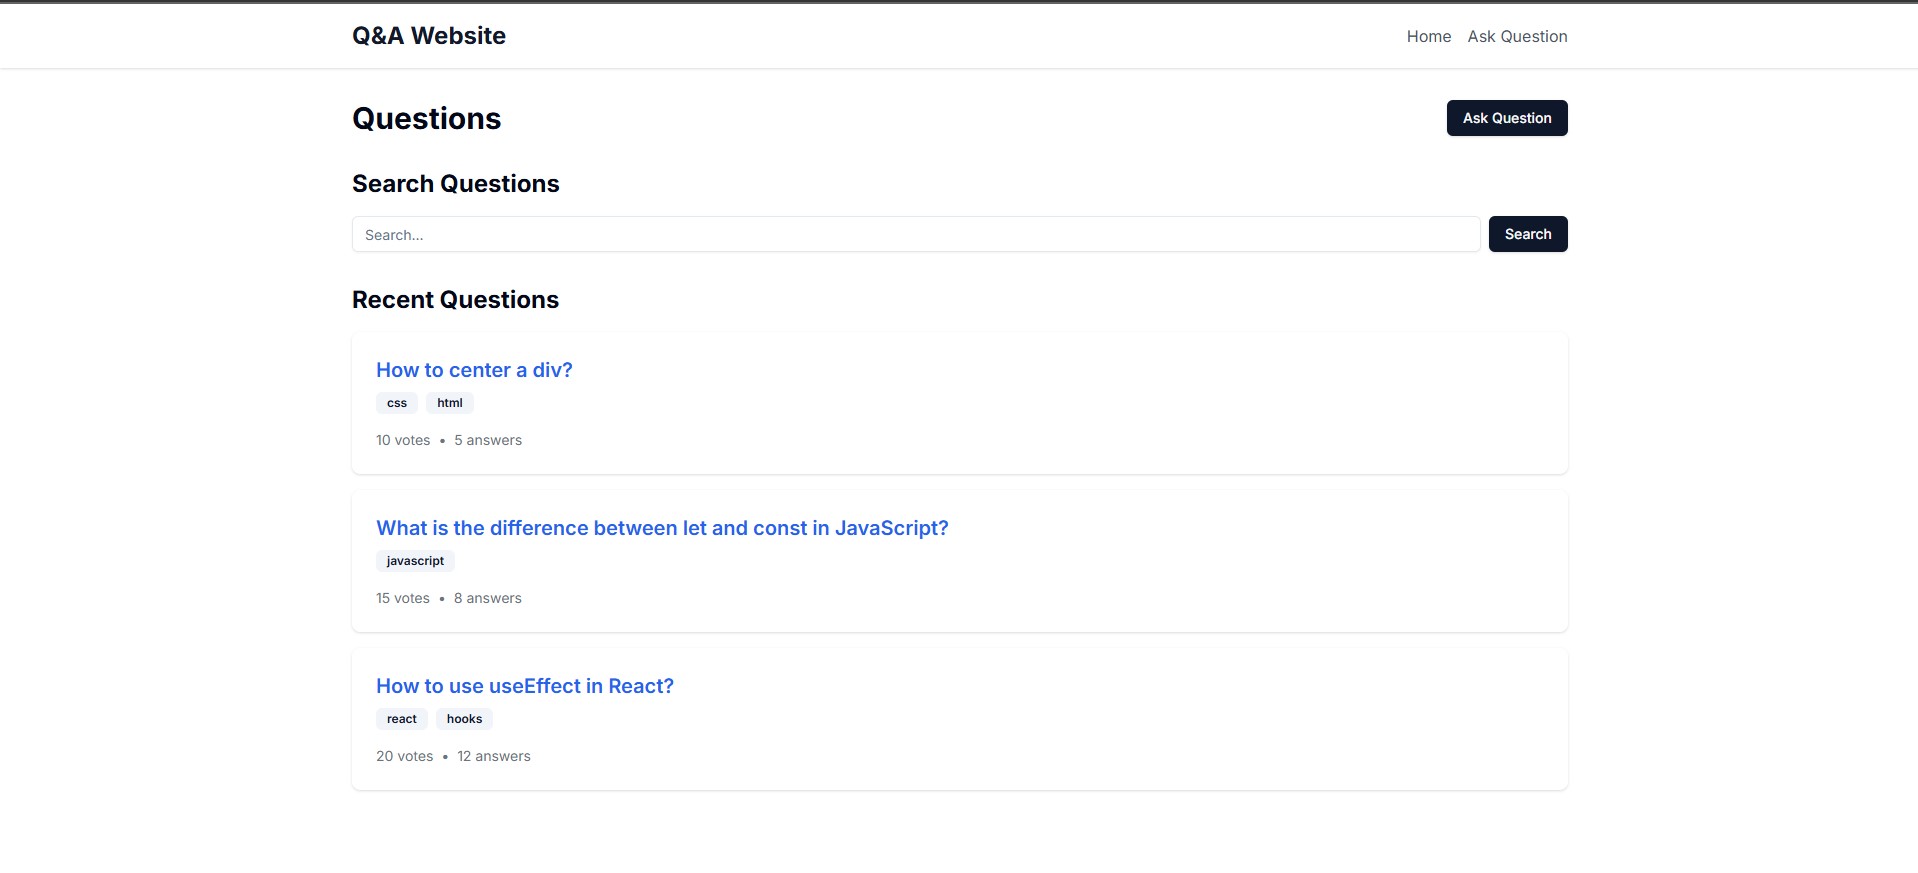 Q&A Website
Home Ask Question
Questions
Ask Question
Search Questions
Search...
Search
Recent Questions
How to center a div?
css html
10 votes • 5 answers
What is the difference between let and const in JavaScript?
javascript
15 votes • 8 answers
How to use useEffect in React?
react hooks
20 votes • 12 answers